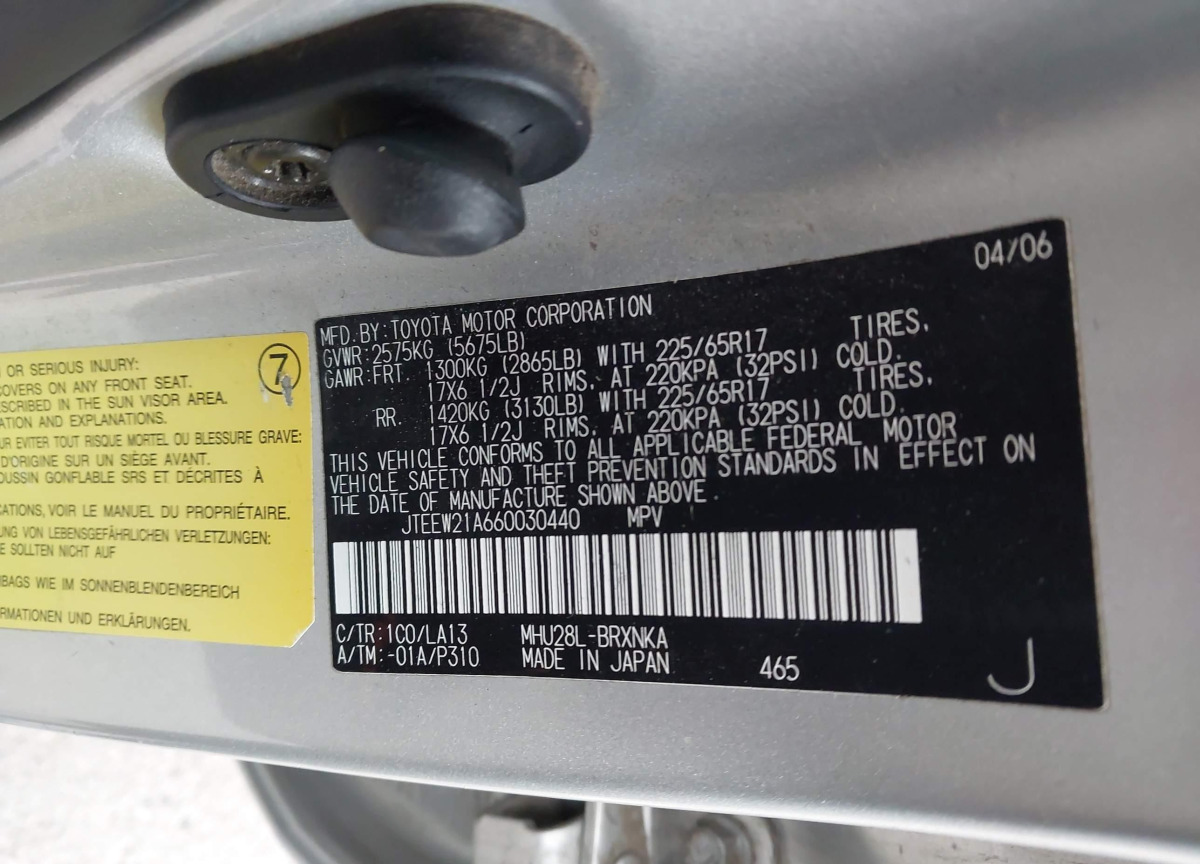 N OR SERIOUS INJURY:
COVERS ON ANY FRONT SEAT.
ESCRIBED IN THE SUN VISOR AREA.
ATION AND EXPLANATIONS.
7
UR EVITER TOUT RISQUE MORTEL OU BLESSURE GRAVE:
D'ORIGINE SUR UN SIÈGE AVANT.
OUSSIN GONFLABLE SRS ET DÉCRITES À
CATIONS, VOIR LE MANUEL DU PROPRIÉTAIRE.
UNG VON LEBENSGEFÄHRLICHEN VERLETZUNGEN:
E SOLLTEN NICHT AUF
BAGS WIE IM SONNENBLENDENBEREICH
RMATIONEN UND ERKLÄRUNGEN.
04/06
MFD. BY: TOYOTA MOTOR CORPORATION
GVWR: 2575KG (5675LB)
GAWR: FRT 1300KG (2865LB) WITH 225/65R17 TIRES,
17X6 1/2J RIMS, AT 220KPA (32PSI) COLD.
RR. 1420KG (3130LB) WITH 225/65R17 TIRES,
17X6 1/2J RIMS, AT 220KPA (32PSI) COLD.
THIS VEHICLE CONFORMS TO ALL APPLICABLE FEDERAL MOTOR
VEHICLE SAFETY AND THEFT PREVENTION STANDARDS IN EFFECT ON
THE DATE OF MANUFACTURE SHOWN ABOVE.
JTEEW21A660030440 MPV
C/TR: 1C0/LA13 MHU28L-BRXNKA
A/TM: -01A/P310 MADE IN JAPAN 465
J